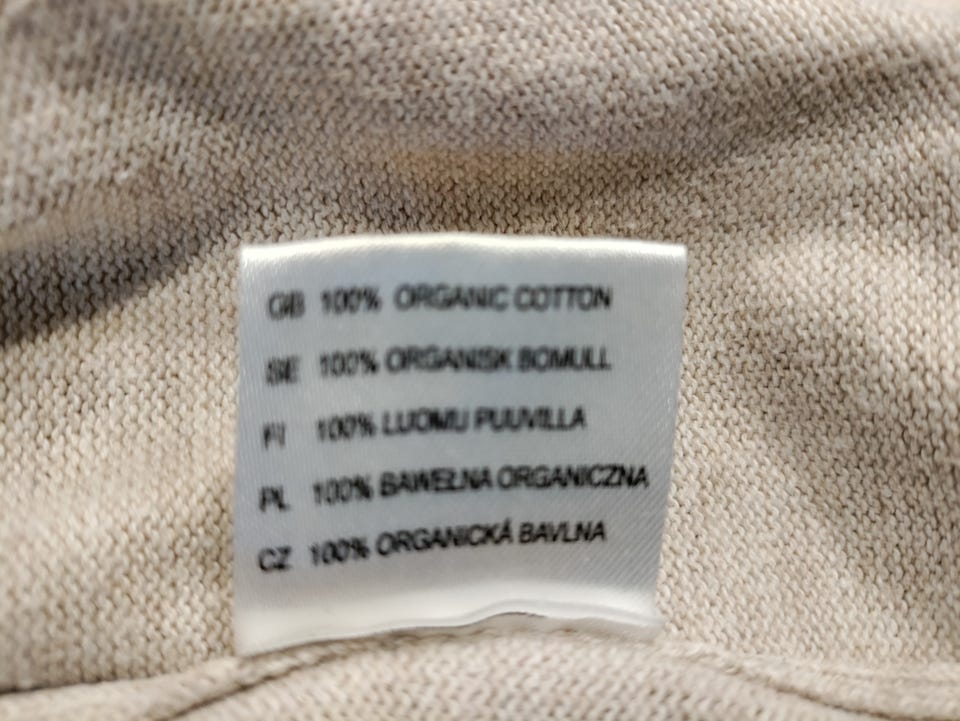 GB 100% ORGANIC COTTON
SE 100% ORGANISK BOMULL
FI 100% LUOMU PUUVILLA
PL 100% BAWEŁNA ORGANICZNA
CZ 100% ORGANICKÁ BAVLNA